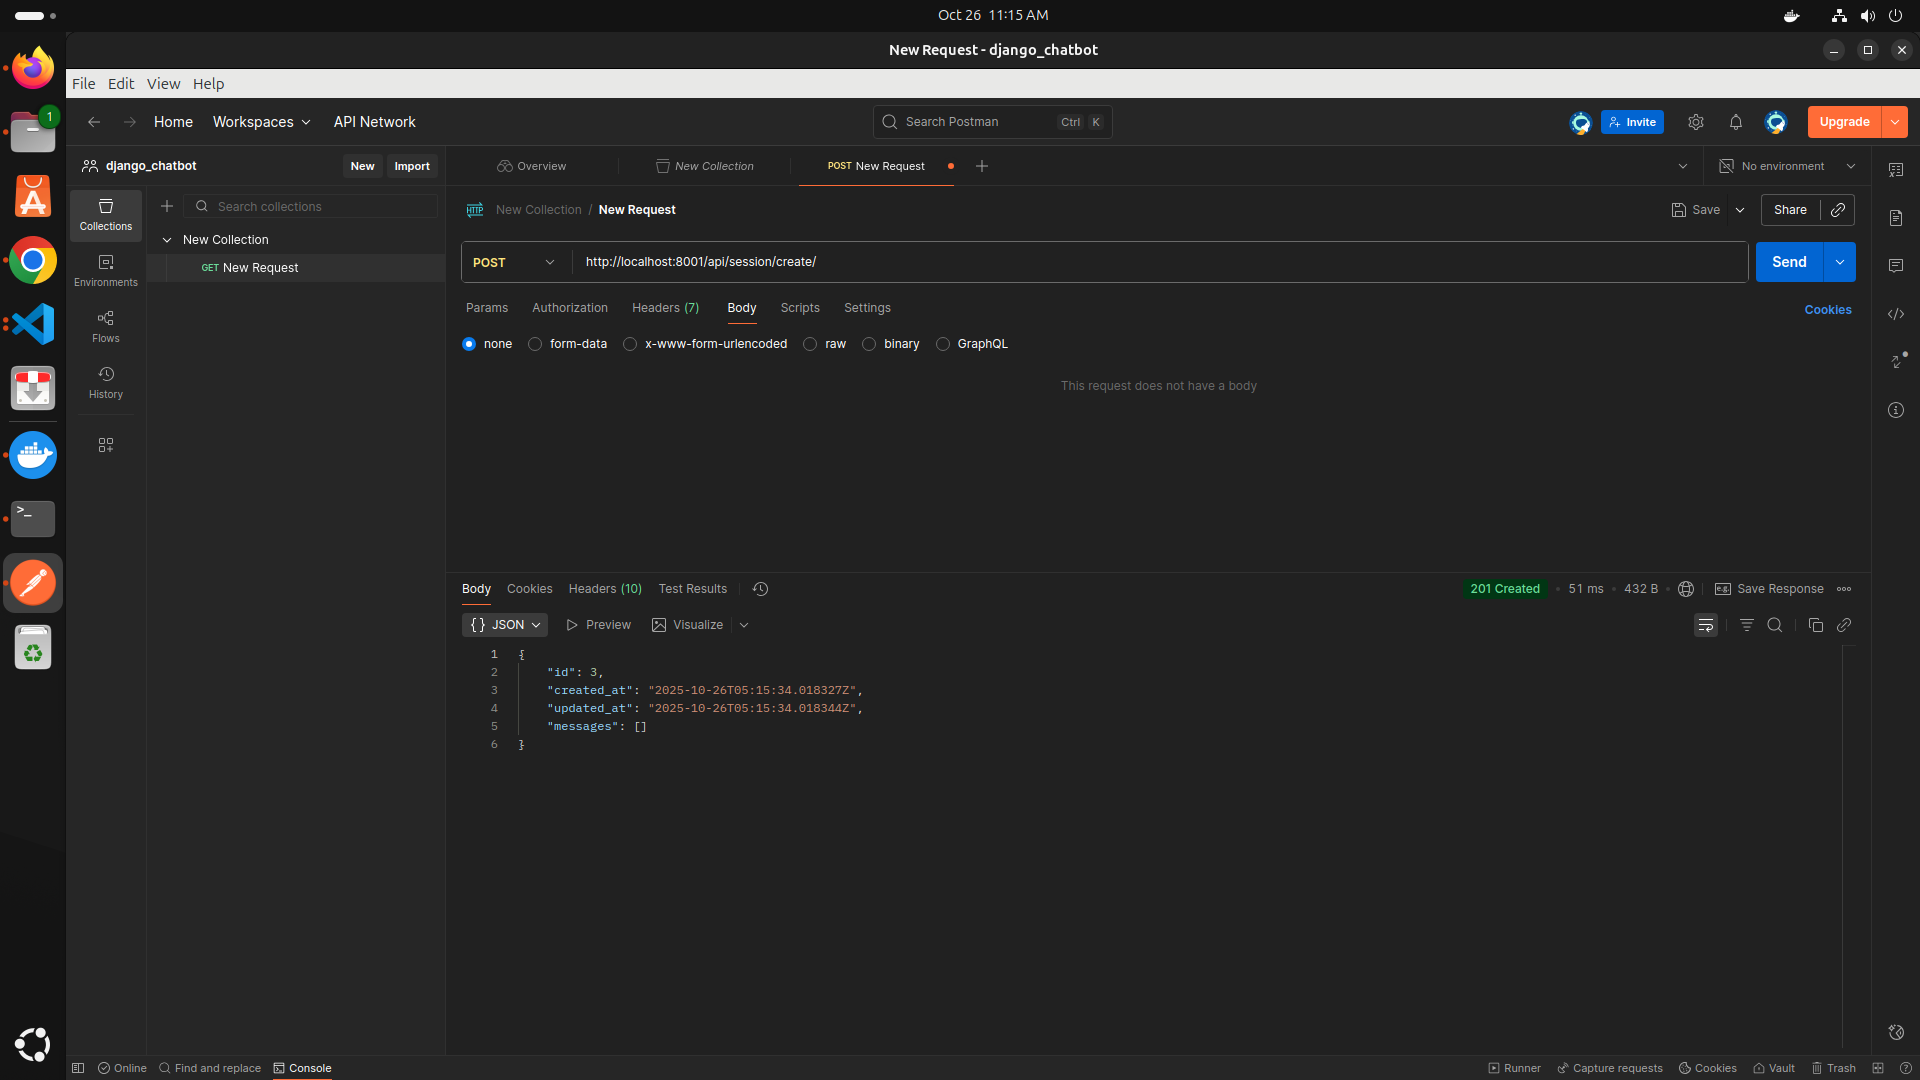 Oct 26 11:15 AM
New Request - django_chatbot
File Edit View Help
Home Workspaces API Network Search Postman Ctrl K Invite Upgrade
1
django_chatbot New Import Overview New Collection POST New Request No environment
Collections Search collections HTTP New Collection / New Request Save Share
New Collection
GET New Request
POST http://localhost:8001/api/session/create/ Send
Environments
Params Authorization Headers (7) Body Scripts Settings Cookies
Flows
none form-data x-www-form-urlencoded raw binary GraphQL
This request does not have a body
History
>_
Body Cookies Headers (10) Test Results 201 Created • 51 ms • 432 B • e.g. Save Response
{} JSON Preview Visualize
1 {
2 "id": 3,
3 "created_at": "2025-10-26T05:15:34.018327Z",
4 "updated_at": "2025-10-26T05:15:34.018344Z",
5 "messages": []
6 }
Online Find and replace Console Runner Capture requests Cookies Vault Trash